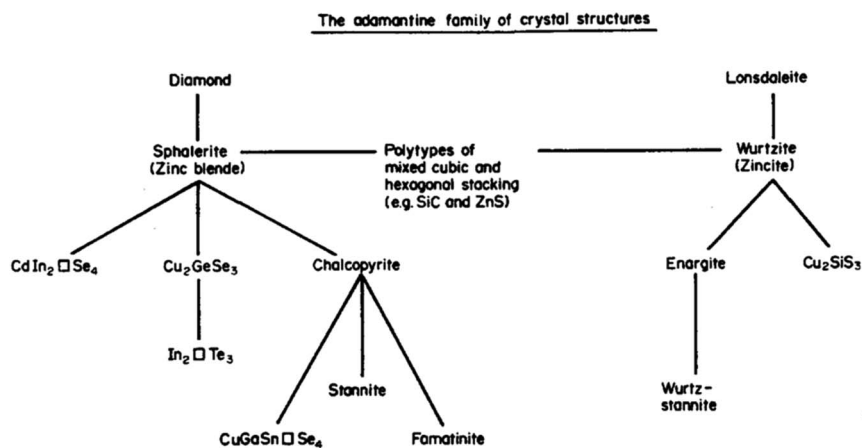 The adamantine family of crystal structures
Diamond
Lonsdaleite
Sphalerite
(Zinc blende)
Polytypes of
mixed cubic and
hexagonal stacking
(e.g. SiC and ZnS)
Wurtzite
(Zincite)
CdIn₂□Se₄
Cu₂GeSe₃
Chalcopyrite
Enargite
Cu₂SiS₃
In₂□Te₃
Stannite
Wurtz-
stannite
CuGaSn□Se₄
Famatinite